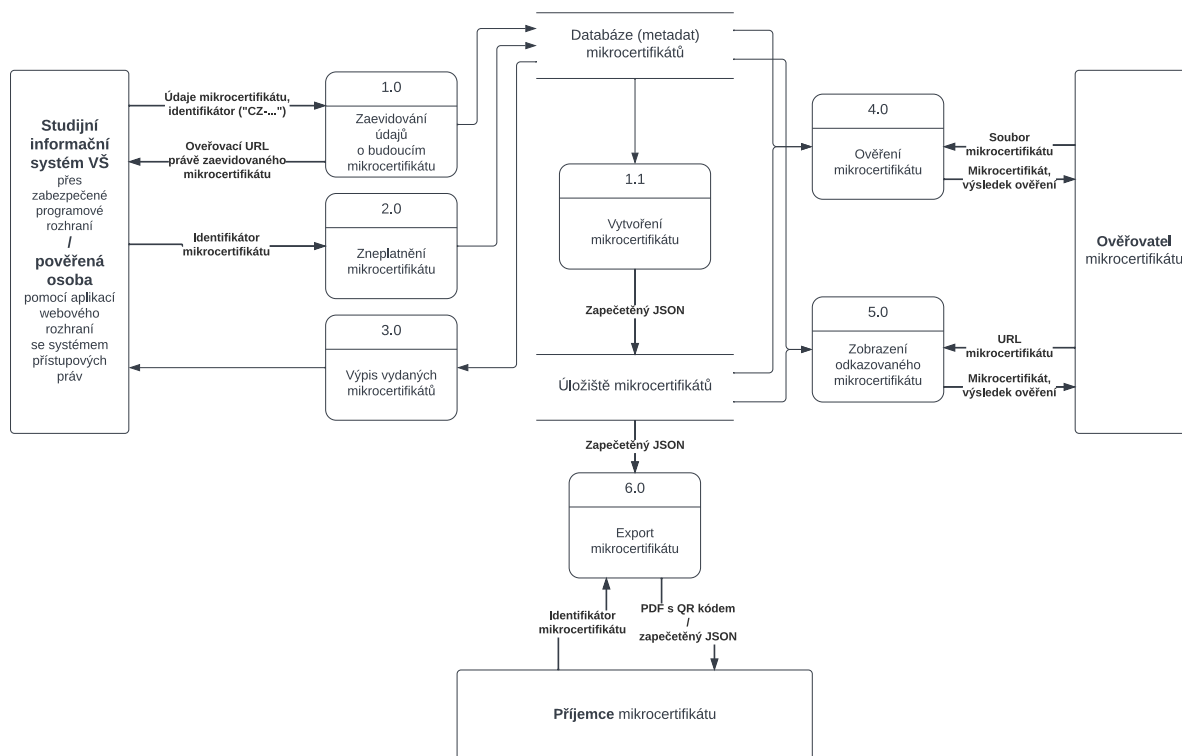 Databáze (metadat)
mikrocertifikátů
Studijní
informační
systém VŠ
přes
zabezpečené
programové
rozhraní
/
pověřená
osoba
pomocí aplikací
webového
rozhraní
se systémem
přístupových
práv
Údaje mikrocertifikátu,
identifikátor ("CZ-...")
Oveřovací URL
právě zaevidovaného
mikrocertifikátu
1.0
Zaevidování
údajů
o budoucím
mikrocertifikátu
Identifikátor
mikrocertifikátu
2.0
Zneplatnění
mikrocertifikátu
3.0
Výpis vydaných
mikrocertifikátů
1.1
Vytvoření
mikrocertifikátu
Zapečetěný JSON
Úložiště mikrocertifikátů
Zapečetěný JSON
4.0
Ověření
mikrocertifikátu
Soubor
mikrocertifikátu
Mikrocertifikát,
výsledek ověření
5.0
Zobrazení
odkazovaného
mikrocertifikátu
URL
mikrocertifikátu
Mikrocertifikát,
výsledek ověření
Ověřovatel
mikrocertifikátu
6.0
Export
mikrocertifikátu
Identifikátor
mikrocertifikátu
PDF s QR kódem
/
zapečetěný JSON
Příjemce mikrocertifikátu